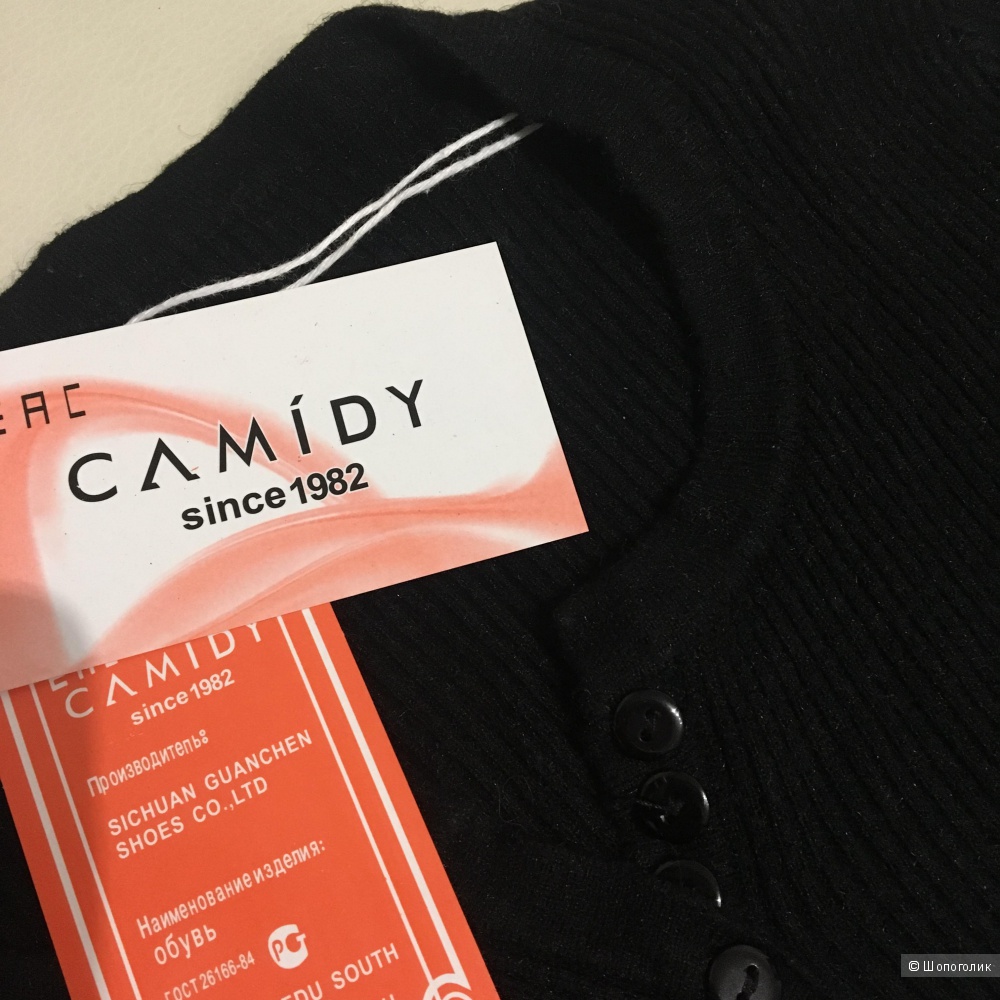 EAC
CAMÍDY
since 1982
CAMIDY
since 1982
Производитель:
SICHUAN GUANCHEN
SHOES CO.,LTD
Наименование изделия:
обувь
ГОСТ 26166-84
SOUTH
© Шопоголик